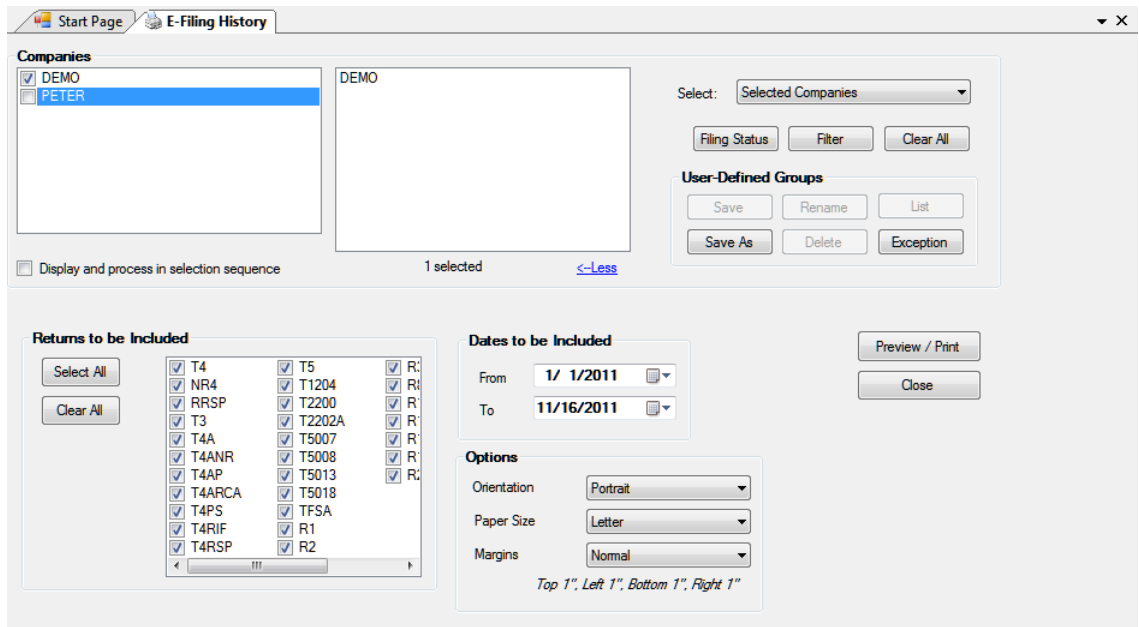 Start Page
E-Filing History
Companies
DEMO
PETER
DEMO
Select: Selected Companies
Filing Status Filter Clear All
User-Defined Groups
Save Rename List
Save As Delete Exception
Display and process in selection sequence
1 selected
<--Less
Returns to be Included
Select All
Clear All
T4 T5
NR4 T1204
RRSP T2200
T3 T2202A
T4A T5007
T4ANR T5008
T4AP T5013
T4ARCA T5018
T4PS TFSA
T4RIF R1
T4RSP R2
Dates to be Included
From 1/ 1/2011
To 11/16/2011
Options
Orientation Portrait
Paper Size Letter
Margins Normal
Top 1", Left 1", Bottom 1", Right 1"
Preview / Print
Close